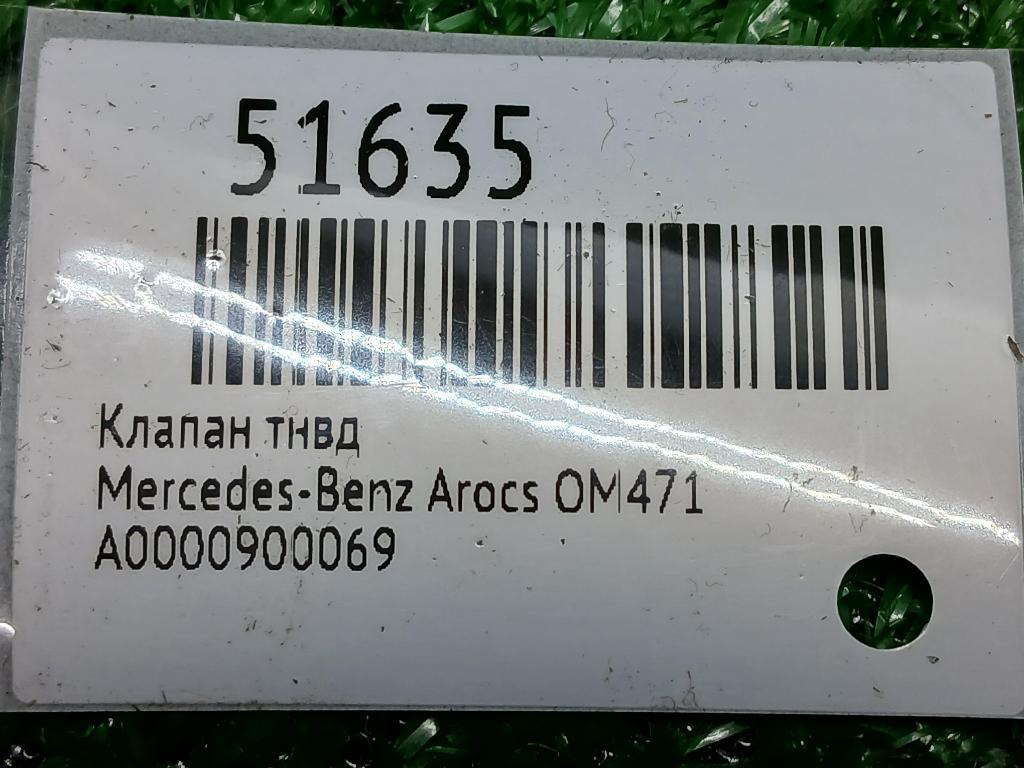 51635
Клапан тнвд
Mercedes-Benz Arocs OM471
A0000900069